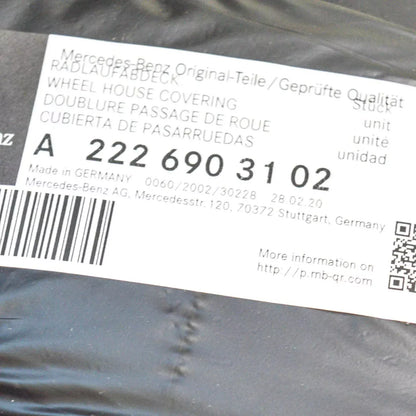 Mercedes-Benz Original-Teile/Geprüfte Qualität
RADLAUFABDECK Stück
WHEEL HOUSE COVERING unit
DOUBLURE PASSAGE DE ROUE unité
CUBIERTA DE PASARRUEDAS unidad
nz
A 222 690 31 02
Made in GERMANY 0060/2002/30228 28.02.20
Mercedes-Benz AG, Mercedesstr.120, 70372 Stuttgart, Germany
More information on
http://p.mb-qr.com